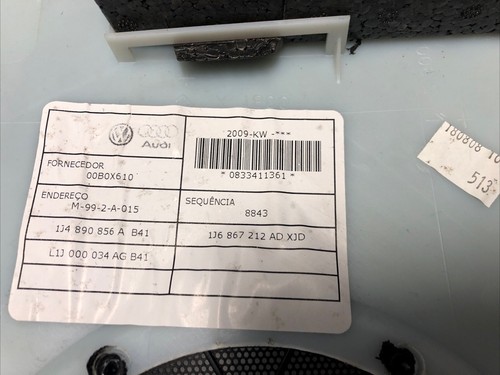 Audi
2009-KW -***
*0833411361*
FORNECEDOR
00B0X610
ENDEREÇO
M-99-2-A-015
SEQUÊNCIA
8843
1J4 890 856 A B41
1J6 867 212 AD XJD
L1J 000 034 AG B41
180808
513